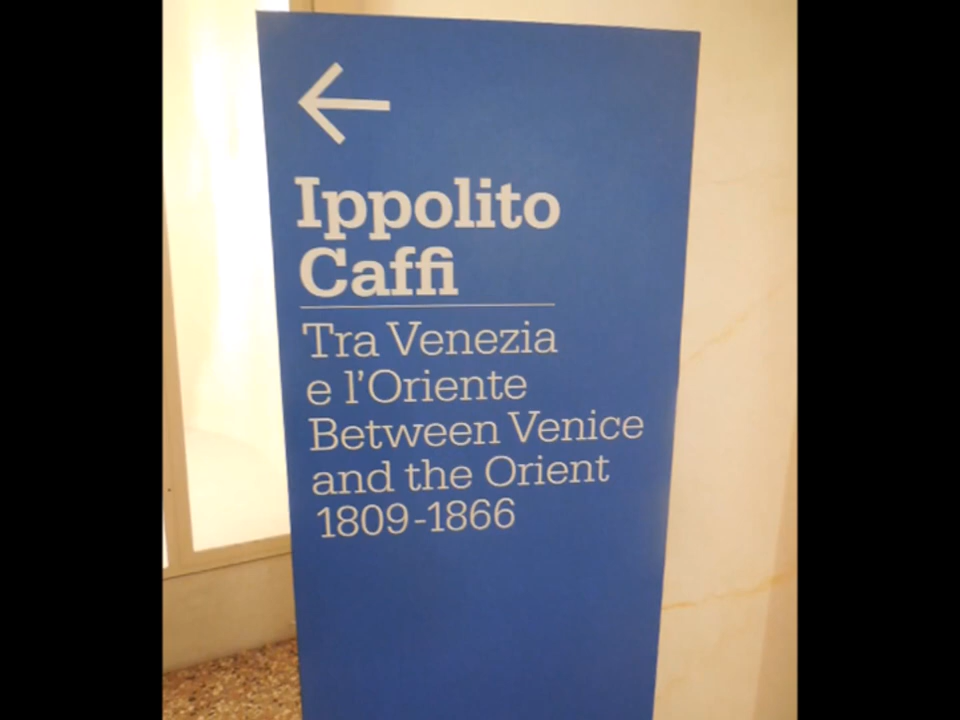 Ippolito
Caffi
Tra Venezia
e l'Oriente
Between Venice
and the Orient
1809-1866